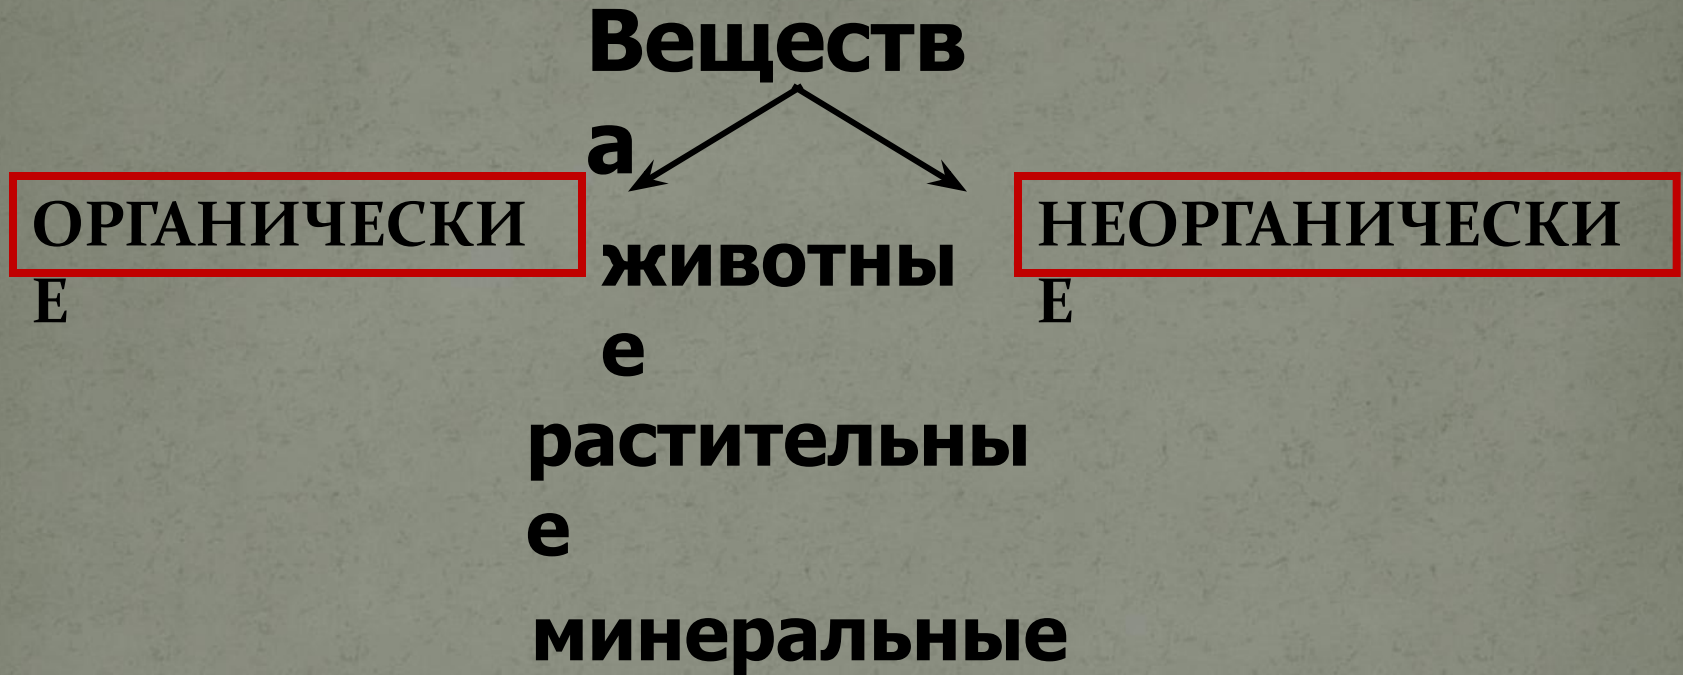 Веществ
а
ОРГАНИЧЕСКИ
Е
НЕОРГАНИЧЕСКИ
Е
животны
е
растительны
е
минеральные